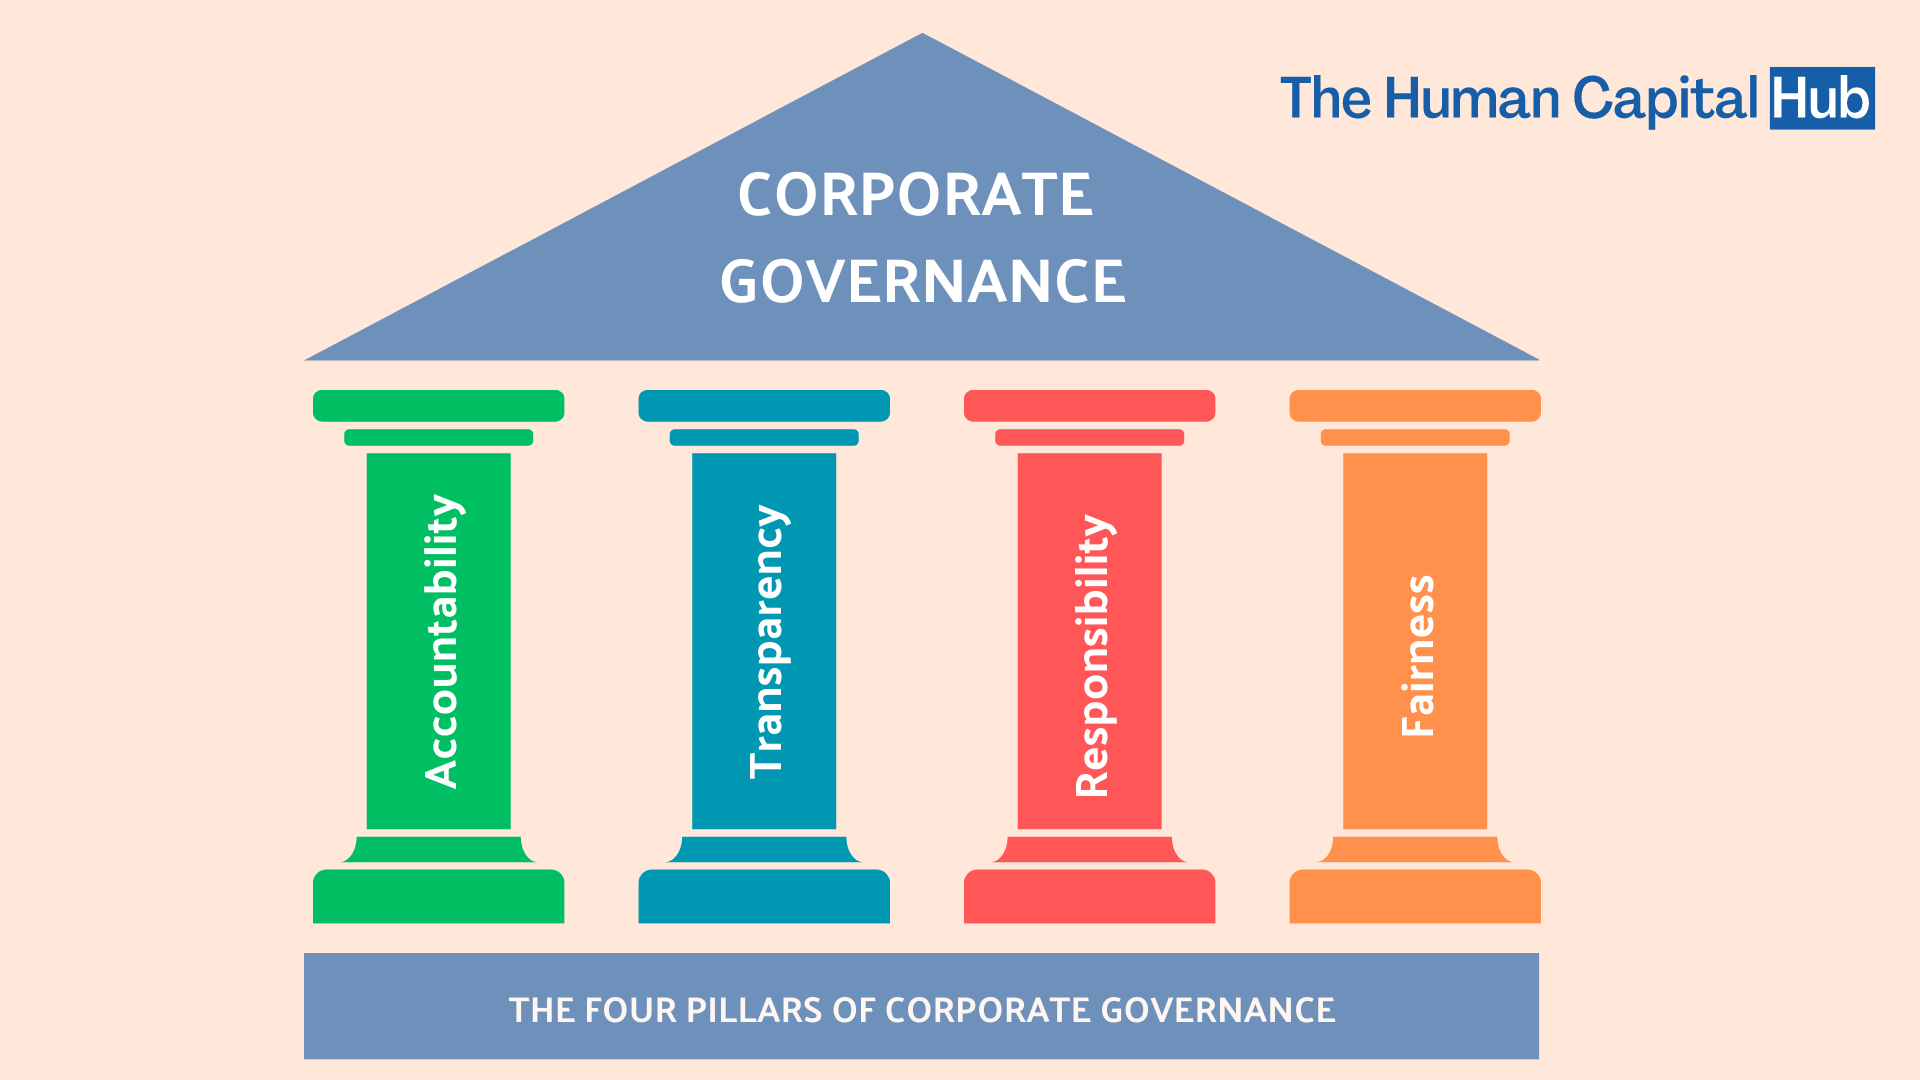 The Human Capital Hub
CORPORATE
GOVERNANCE
Accountability
Transparency
Responsibility
Fairness
THE FOUR PILLARS OF CORPORATE GOVERNANCE